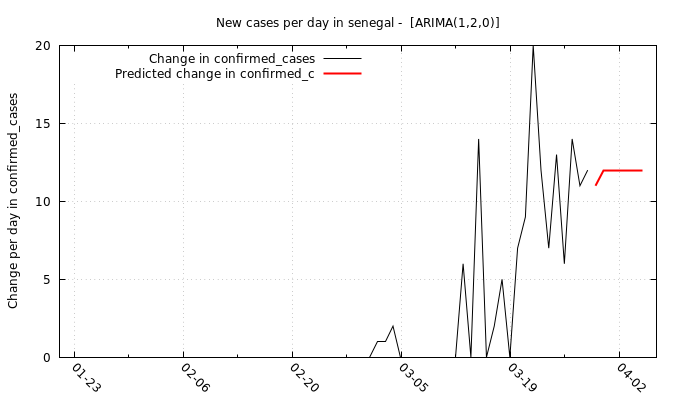 New cases per day in senegal -  [ARIMA(1,2,0)]
Change in confirmed_cases
Predicted change in confirmed_c
Change per day in confirmed_cases
20
15
10
5
0
01-23
02-06
02-20
03-05
03-19
04-02